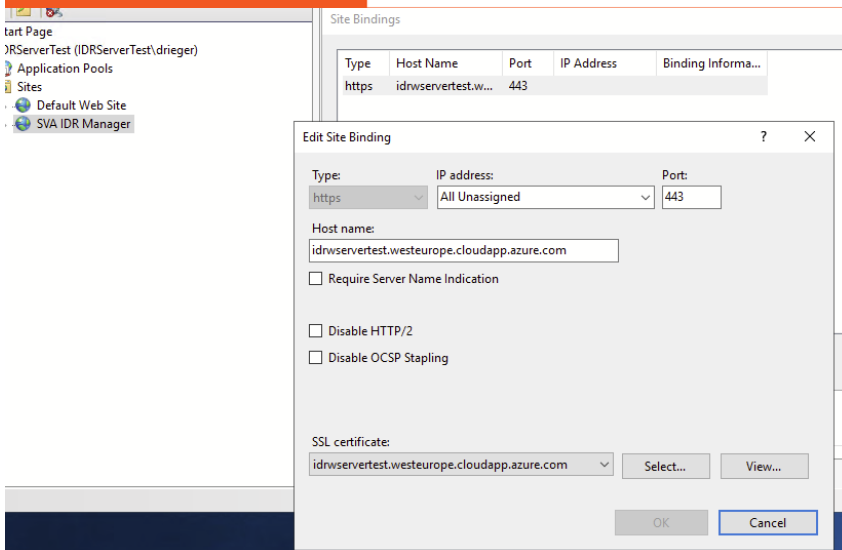 Site Bindings
tart Page
DRServerTest (IDRServerTest\drieger)
Application Pools
Sites
Default Web Site
SVA IDR Manager
Type Host Name Port IP Address Binding Informa...
https idrwservertest.w... 443
Edit Site Binding ? X
Type: IP address: Port:
https All Unassigned 443
Host name:
idrwservertest.westeurope.cloudapp.azure.com
Require Server Name Indication
Disable HTTP/2
Disable OCSP Stapling
SSL certificate:
idrwservertest.westeurope.cloudapp.azure.com Select... View...
OK Cancel